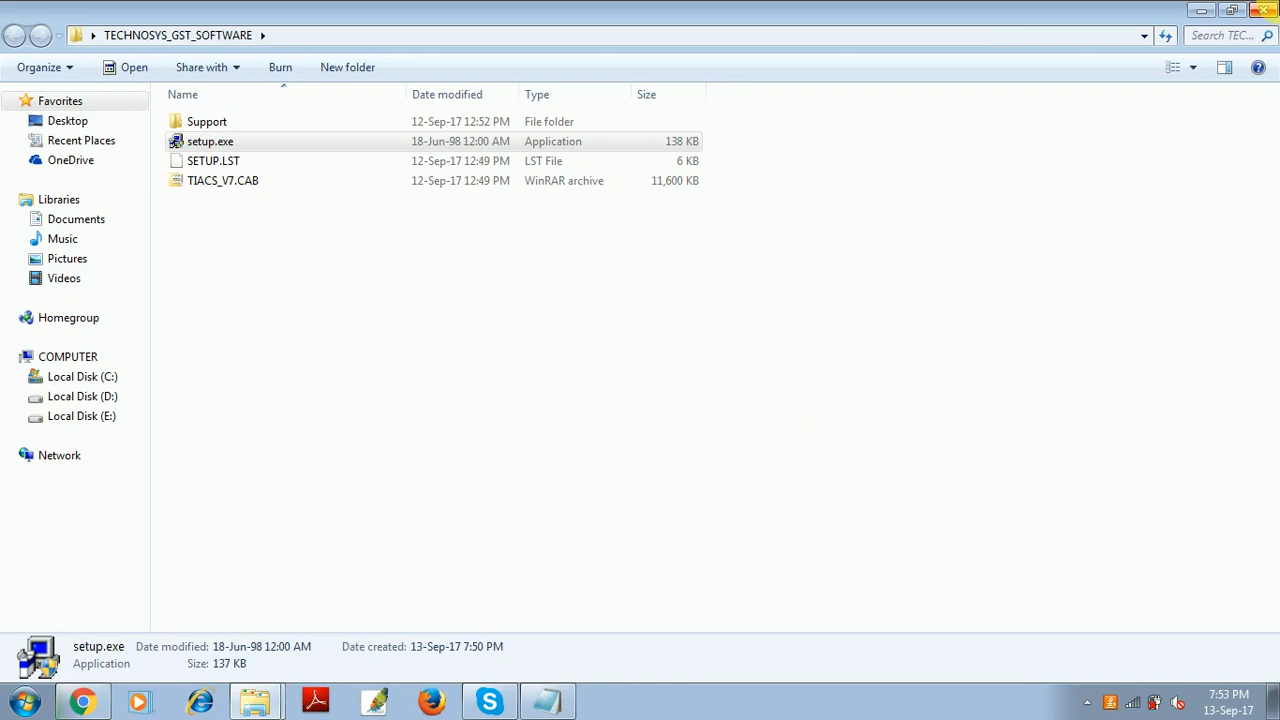 TECHNOSYS_GST_SOFTWARE
Search TEC...
Organize Open Share with Burn New folder
Name Date modified Type Size
Favorites
Desktop
Recent Places
OneDrive
Libraries
Documents
Music
Pictures
Videos
Homegroup
COMPUTER
Local Disk (C:)
Local Disk (D:)
Local Disk (E:)
Network
Support 12-Sep-17 12:52 PM File folder
setup.exe 18-Jun-98 12:00 AM Application 138 KB
SETUP.LST 12-Sep-17 12:49 PM LST File 6 KB
TIACS_V7.CAB 12-Sep-17 12:49 PM WinRAR archive 11,600 KB
setup.exe Date modified: 18-Jun-98 12:00 AM Date created: 13-Sep-17 7:50 PM
Application Size: 137 KB
7:53 PM
13-Sep-17